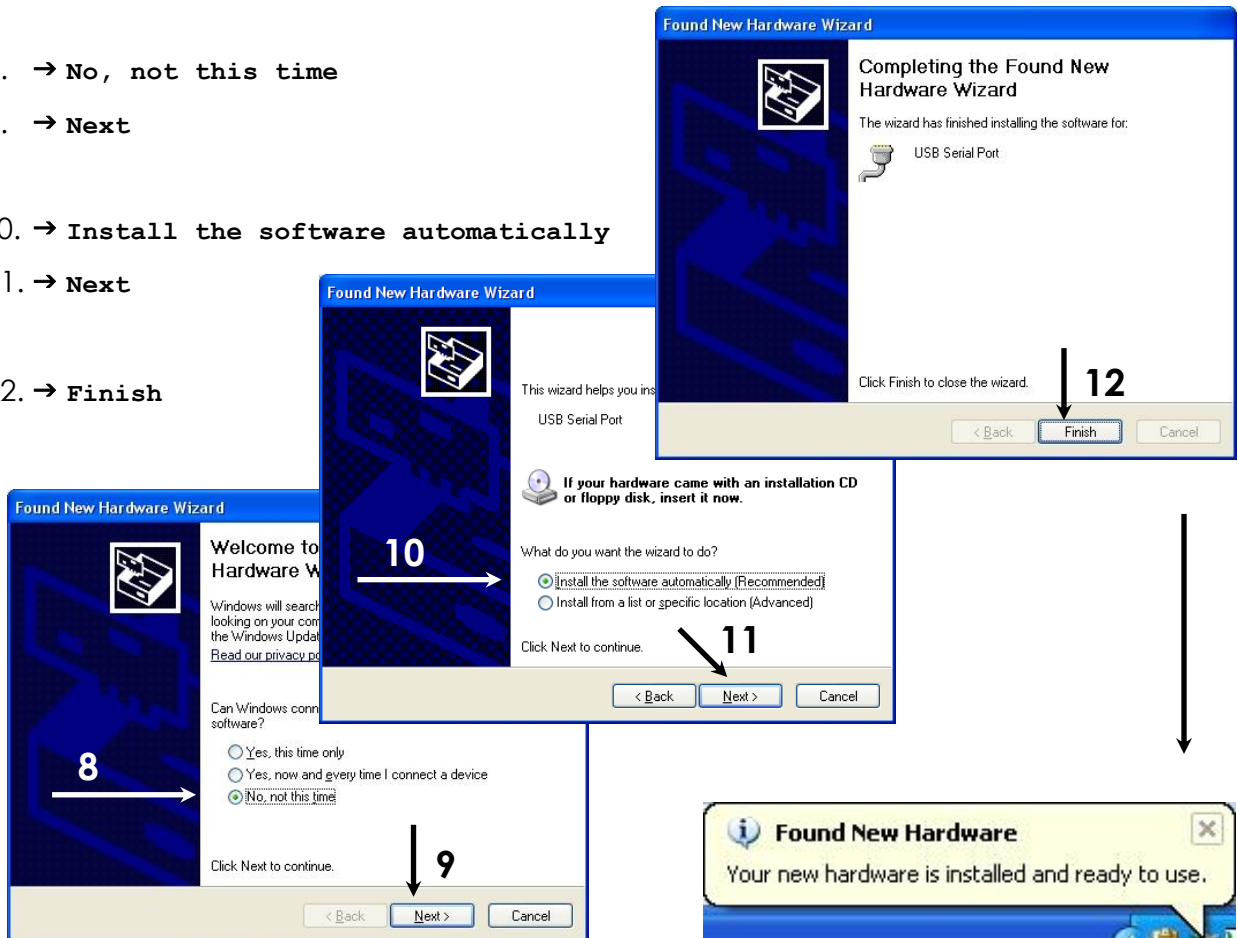 . → No, not this time
. → Next
0. → Install the software automatically
1. → Next
2. → Finish
Found New Hardware Wizard
Completing the Found New
Hardware Wizard
The wizard has finished installing the software for:
USB Serial Port
Click Finish to close the wizard.
12
< Back
Finish
Cancel
Found New Hardware Wizard
This wizard helps you ins
USB Serial Port
If your hardware came with an installation CD
or floppy disk, insert it now.
What do you want the wizard to do?
10
Install the software automatically (Recommended)
Install from a list or specific location (Advanced)
Click Next to continue.
11
< Back
Next >
Cancel
Found New Hardware Wizard
Welcome to
Hardware W
Windows will search
looking on your com
the Windows Updat
Read our privacy po
Can Windows conn
software?
Yes, this time only
Yes, now and every time I connect a device
8
No, not this time
Click Next to continue.
9
< Back
Next >
Cancel
Found New Hardware
Your new hardware is installed and ready to use.